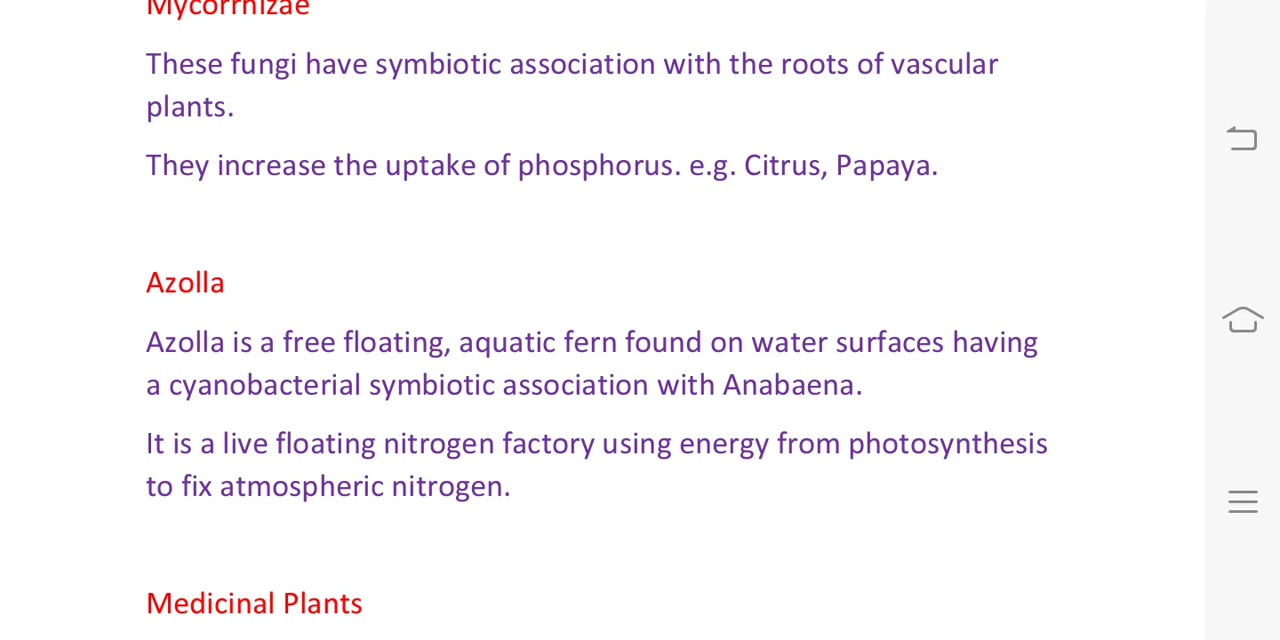 Mycorrhizae
These fungi have symbiotic association with the roots of vascular
plants.
They increase the uptake of phosphorus. e.g. Citrus, Papaya.
Azolla
Azolla is a free floating, aquatic fern found on water surfaces having
a cyanobacterial symbiotic association with Anabaena.
It is a live floating nitrogen factory using energy from photosynthesis
to fix atmospheric nitrogen.
Medicinal Plants